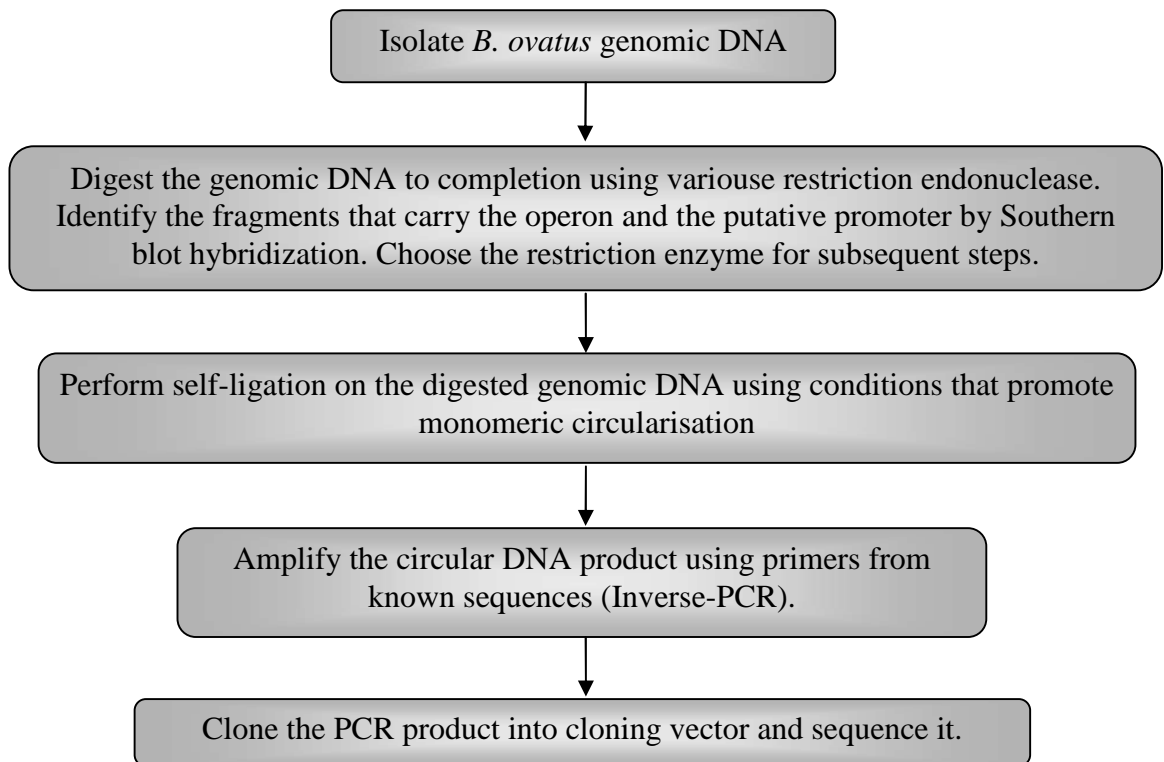 Isolate B. ovatus genomic DNA
Digest the genomic DNA to completion using variouse restriction endonuclease.
Identify the fragments that carry the operon and the putative promoter by Southern
blot hybridization. Choose the restriction enzyme for subsequent steps.
Perform self-ligation on the digested genomic DNA using conditions that promote
monomeric circularisation
Amplify the circular DNA product using primers from
known sequences (Inverse-PCR).
Clone the PCR product into cloning vector and sequence it.